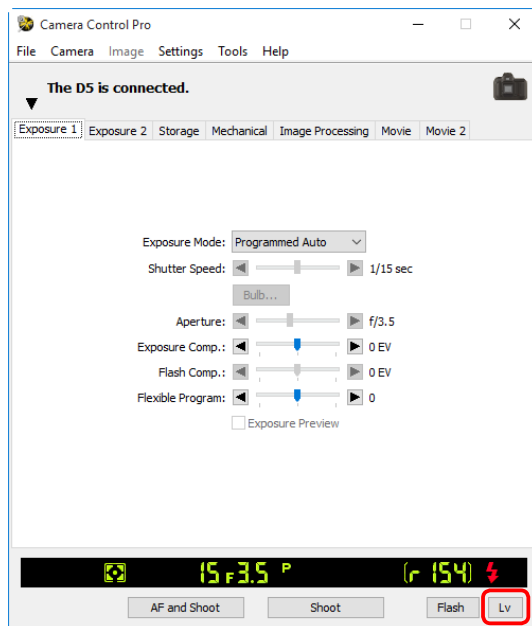 Camera Control Pro
File Camera Image Settings Tools Help
The D5 is connected.
Exposure 1 Exposure 2 Storage Mechanical Image Processing Movie Movie 2
Exposure Mode: Programmed Auto
Shutter Speed: 1/15 sec
Bulb...
Aperture: f/3.5
Exposure Comp.: 0 EV
Flash Comp.: 0 EV
Flexible Program: 0
Exposure Preview
15 F3.5 P (r 154)
AF and Shoot Shoot Flash Lv